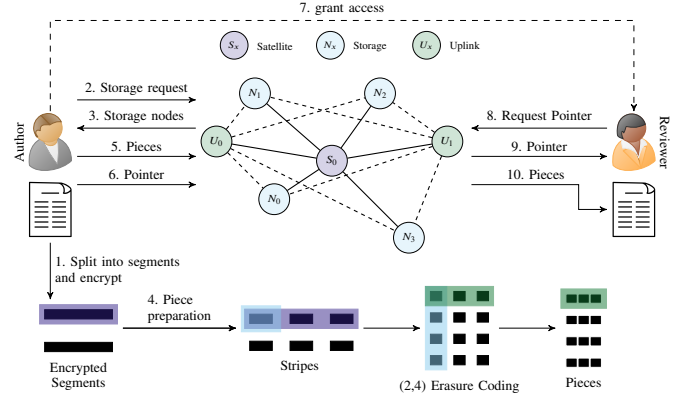 7. grant access
S_x Satellite N_x Storage U_x Uplink
2. Storage request
3. Storage nodes
5. Pieces
6. Pointer
Author
N_1
N_2
U_0
U_1
S_0
N_0
N_3
8. Request Pointer
9. Pointer
10. Pieces
Reviewer
1. Split into segments
and encrypt
4. Piece
preparation
Encrypted
Segments
Stripes
(2,4) Erasure Coding
Pieces